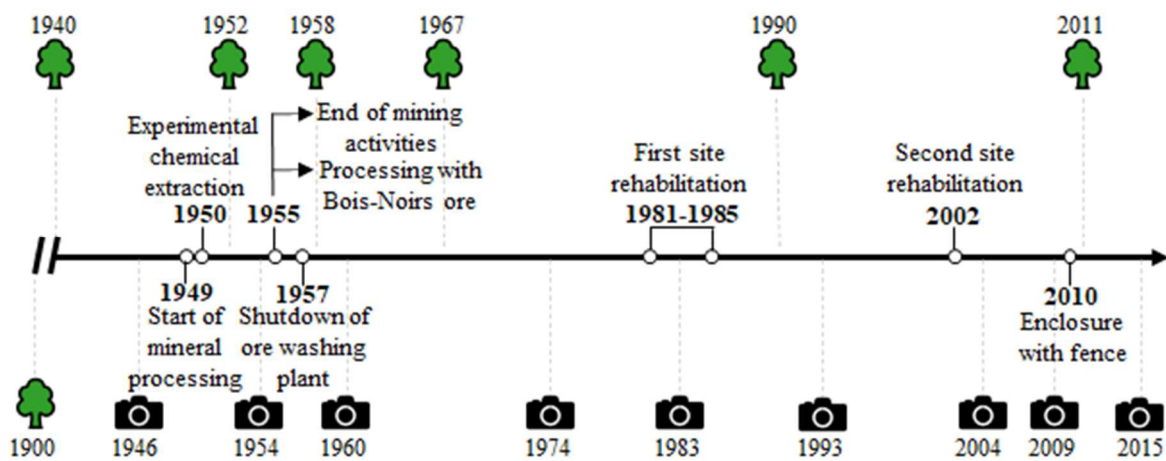 1940
1952
1958
1967
1990
2011
Experimental
chemical
extraction
1950
1955
End of mining
activities
Processing with
Bois-Noirs ore
First site
rehabilitation
1981-1985
Second site
rehabilitation
2002
1949
Start of
mineral
processing
1957
Shutdown of
ore washing
plant
2010
Enclosure
with fence
1900
1946
1954
1960
1974
1983
1993
2004
2009
2015